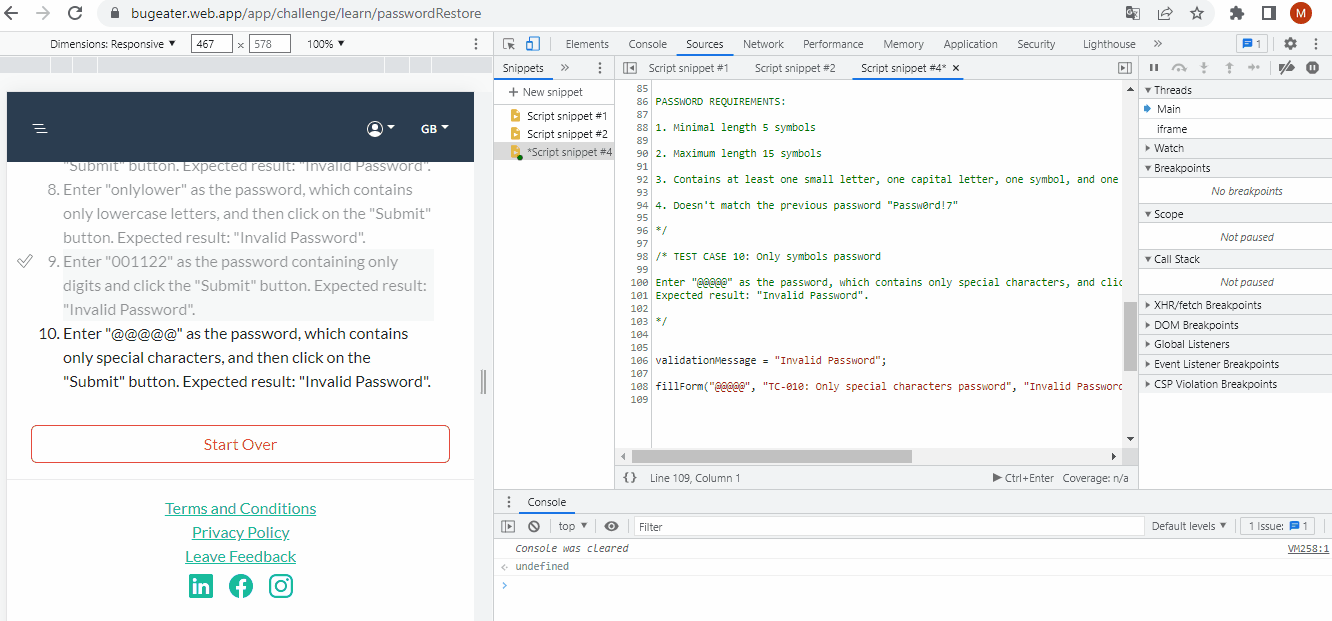 bugeater.web.app/app/challenge/learn/passwordRestore
M
Dimensions: Responsive ▼ 467 × 578 100% ▼
Elements Console Sources Network Performance Memory Application Security Lighthouse » 1
Snippets » Script snippet #1 Script snippet #2 Script snippet #4* ×
+ New snippet
Script snippet #1
Script snippet #2
*Script snippet #4
GB
"Submit" button. Expected result: "Invalid Password".
8. Enter "onlylower" as the password, which contains
only lowercase letters, and then click on the "Submit"
button. Expected result: "Invalid Password".
9. Enter "001122" as the password containing only
digits and click the "Submit" button. Expected result:
"Invalid Password".
10. Enter "@@@@@" as the password, which contains
only special characters, and then click on the
"Submit" button. Expected result: "Invalid Password".
Start Over
Terms and Conditions
Privacy Policy
Leave Feedback
85
86 PASSWORD REQUIREMENTS:
87
88 1. Minimal length 5 symbols
89
90 2. Maximum length 15 symbols
91
92 3. Contains at least one small letter, one capital letter, one symbol, and one
93
94 4. Doesn't match the previous password "Passw0rd!7"
95
96 */
97
98 /* TEST CASE 10: Only symbols password
99
100 Enter "@@@@@" as the password, which contains only special characters, and clic
101 Expected result: "Invalid Password".
102
103 */
104
105
106 validationMessage = "Invalid Password";
107
108 fillForm("@@@@@", "TC-010: Only special characters password", "Invalid Password
109
{} Line 109, Column 1 ▶ Ctrl+Enter Coverage: n/a
Threads
Main
iframe
Watch
Breakpoints
No breakpoints
Scope
Not paused
Call Stack
Not paused
XHR/fetch Breakpoints
DOM Breakpoints
Global Listeners
Event Listener Breakpoints
CSP Violation Breakpoints
Console
top ▼ Filter Default levels ▼ 1 Issue: 1
Console was cleared VM258:1
undefined